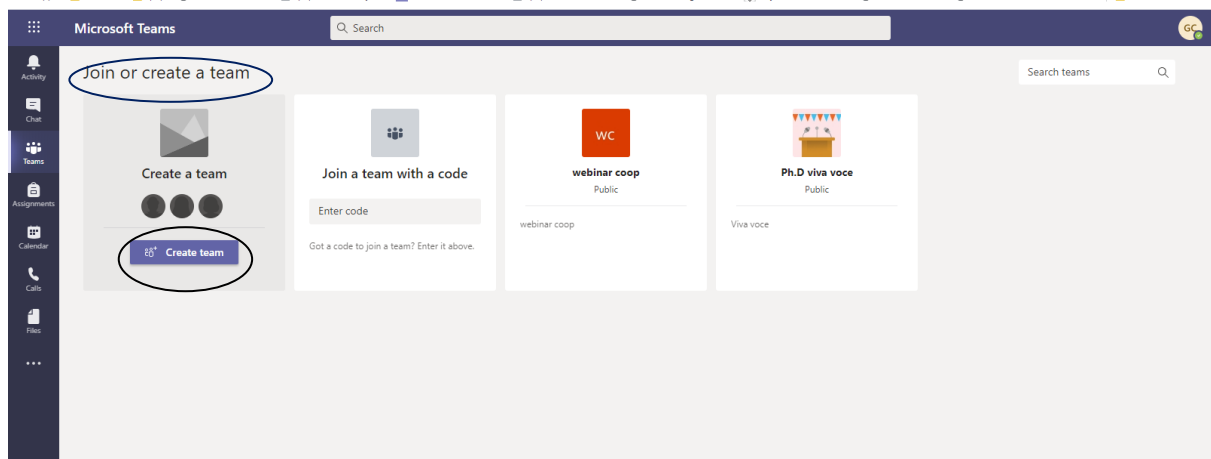 Microsoft Teams
Search
GC
Activity
Chat
Teams
Assignments
Calendar
Calls
Files
Join or create a team
Search teams
Create a team
Create team
Join a team with a code
Enter code
Got a code to join a team? Enter it above.
WC
webinar coop
Public
webinar coop
Ph.D viva voce
Public
Viva voce